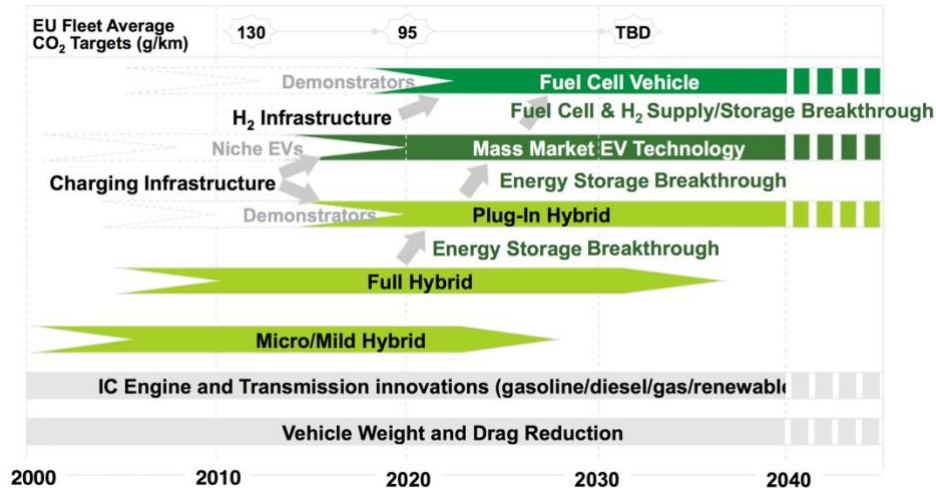 EU Fleet Average
CO₂ Targets (g/km)
130
95
TBD
Demonstrators
Fuel Cell Vehicle
H₂ Infrastructure
Fuel Cell & H₂ Supply/Storage Breakthrough
Niche EVs
Mass Market EV Technology
Charging Infrastructure
Energy Storage Breakthrough
Demonstrators
Plug-In Hybrid
Energy Storage Breakthrough
Full Hybrid
Micro/Mild Hybrid
IC Engine and Transmission innovations (gasoline/diesel/gas/renewable
Vehicle Weight and Drag Reduction
2000 2010 2020 2030 2040